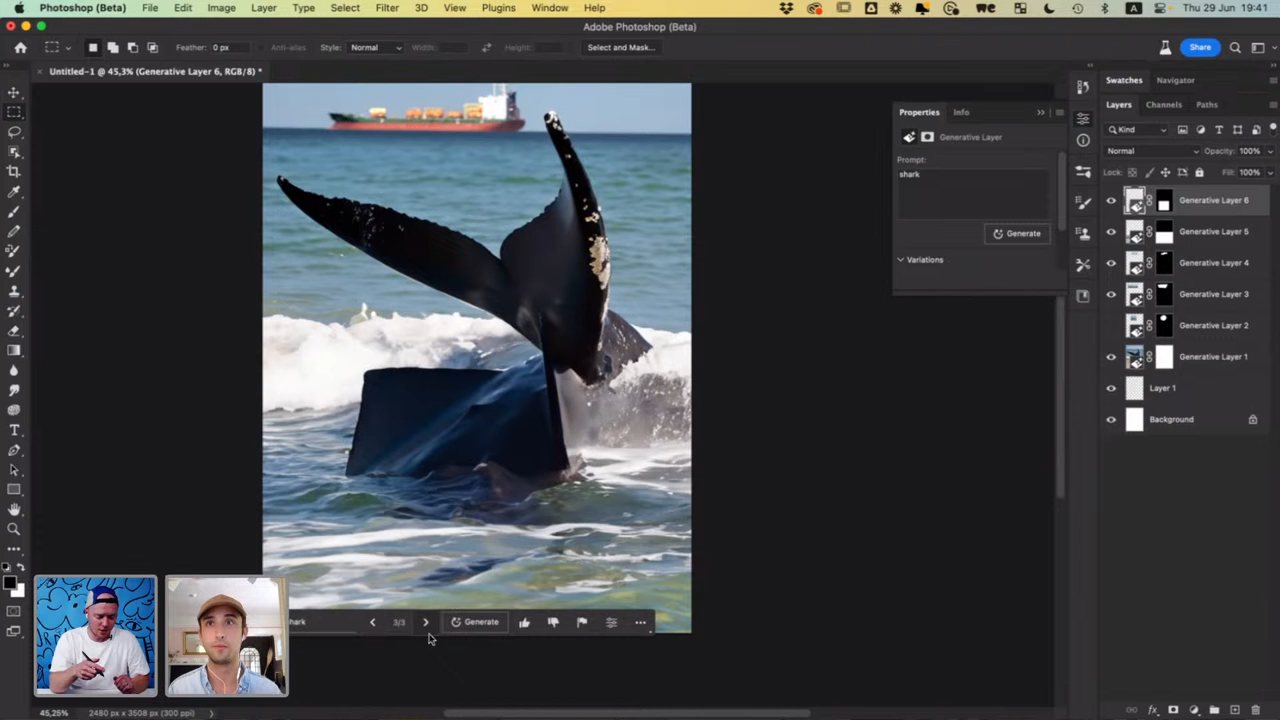 Photoshop (Beta) File Edit Image Layer Type Select Filter 3D View Plugins Window Help Thu 29 Jun 19:41
Adobe Photoshop (Beta)
Feather: 0 px Anti-alias Style: Normal Width: Height: Select and Mask... Share
Untitled-1 @ 45,3% (Generative Layer 6, RGB/8) *
Swatches Navigator
Properties Info
Layers Channels Paths
Generative Layer
Kind
Prompt:
shark
Normal Opacity: 100%
Lock: Fill: 100%
Generate
Variations
Generative Layer 6
Generative Layer 5
Generative Layer 4
Generative Layer 3
Generative Layer 2
Generative Layer 1
Layer 1
Background
hark 3/3 Generate
45,25% 2480 px x 3508 px (300 ppi)